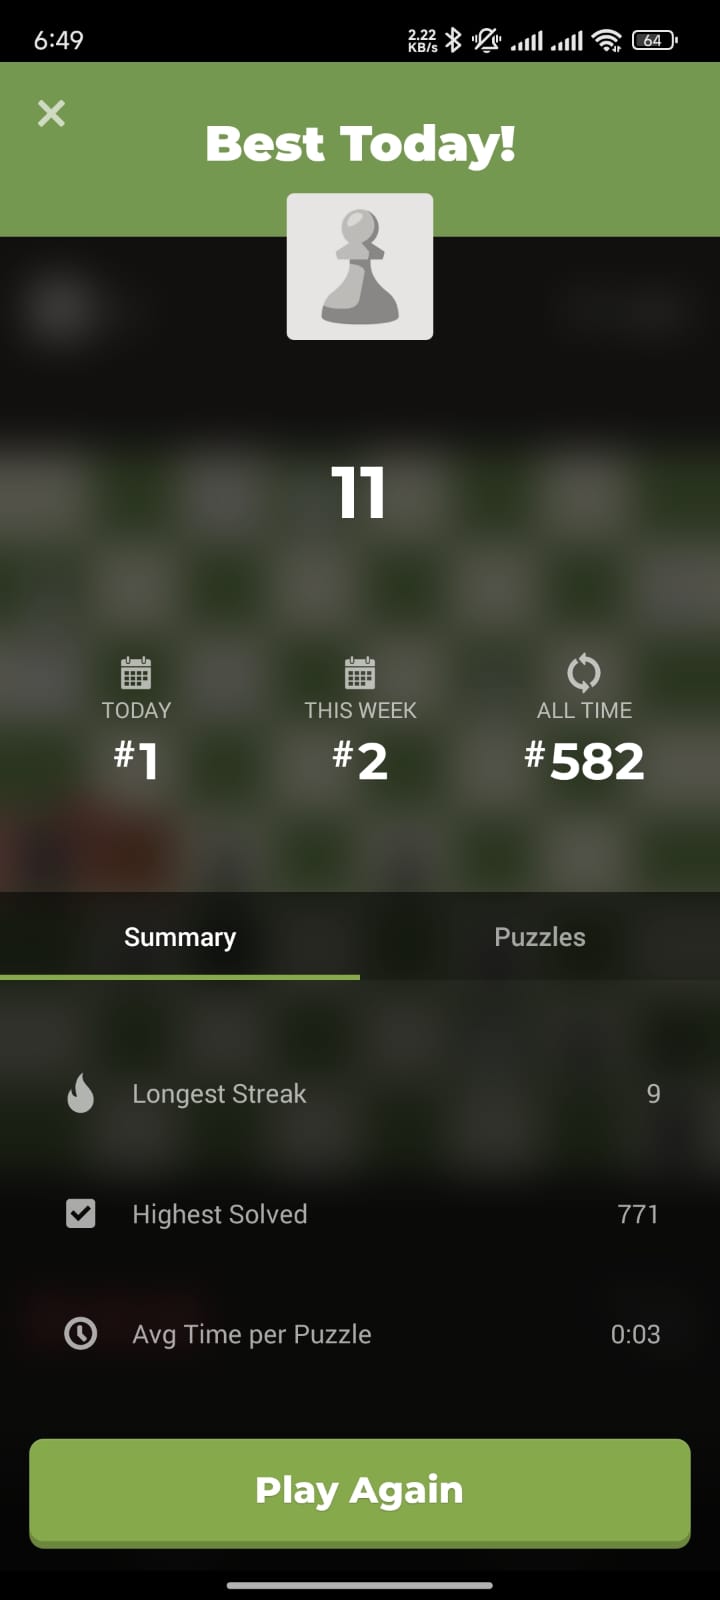 6:49
2.22
KB/s
64
Best Today!
11
TODAY
THIS WEEK
ALL TIME
#1
#2
#582
Summary
Puzzles
Longest Streak
9
Highest Solved
771
Avg Time per Puzzle
0:03
Play Again